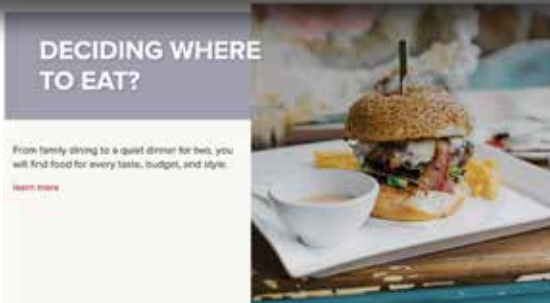 DECIDING WHERE
TO EAT?
From family dining to a quiet dinner for two, you
will find food for every taste, budget, and style.
learn more